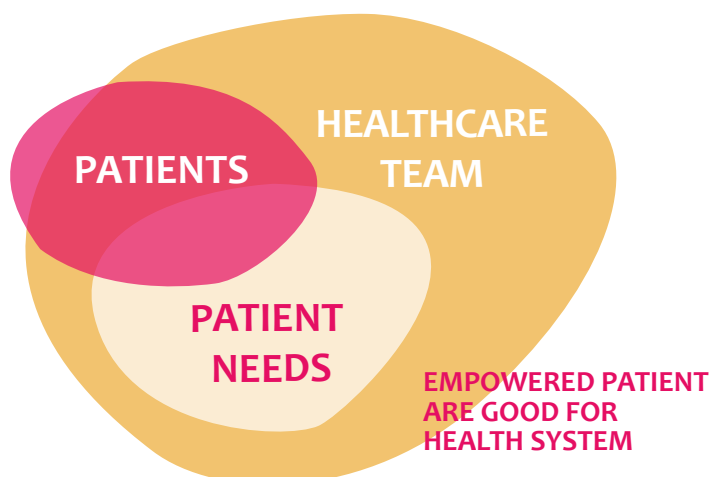 HEALTHCARE
TEAM
PATIENTS
PATIENT
NEEDS
EMPOWERED PATIENT
ARE GOOD FOR
HEALTH SYSTEM